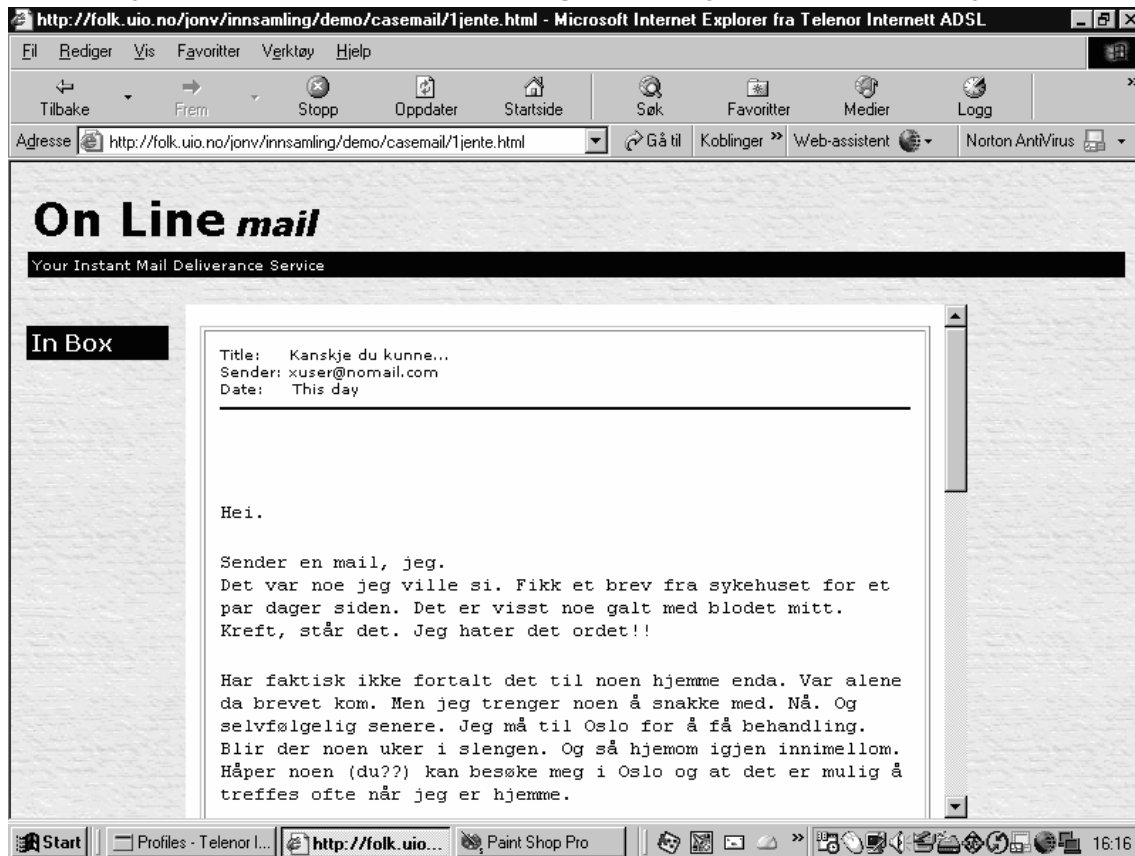 http://folk.uio.no/jonv/innsamling/demo/casemail/1jente.html - Microsoft Internet Explorer fra Telenor Internett ADSL
Fil Rediger Vis Favoritter Verktøy Hjelp
Tilbake Frem Stopp Oppdater Startside Søk Favoritter Medier Logg »
Adresse http://folk.uio.no/jonv/innsamling/demo/casemail/1jente.html Gå til Koblinger » Web-assistent Norton AntiVirus
On Line mail
Your Instant Mail Deliverance Service
In Box
Title: Kanskje du kunne...
Sender: xuser@nomail.com
Date: This day
Hei.
Sender en mail, jeg.
Det var noe jeg ville si. Fikk et brev fra sykehuset for et
par dager siden. Det er visst noe galt med blodet mitt.
Kreft, står det. Jeg hater det ordet!!
Har faktisk ikke fortalt det til noen hjemme enda. Var alene
da brevet kom. Men jeg trenger noen å snakke med. Nå. Og
selvfølgelig senere. Jeg må til Oslo for å få behandling.
Blir der noen uker i slengen. Og så hjemom igjen innimellom.
Håper noen (du??) kan besøke meg i Oslo og at det er mulig å
treffes ofte når jeg er hjemme.
Start Profiles - Telenor I... http://folk.uio... Paint Shop Pro » 16:16